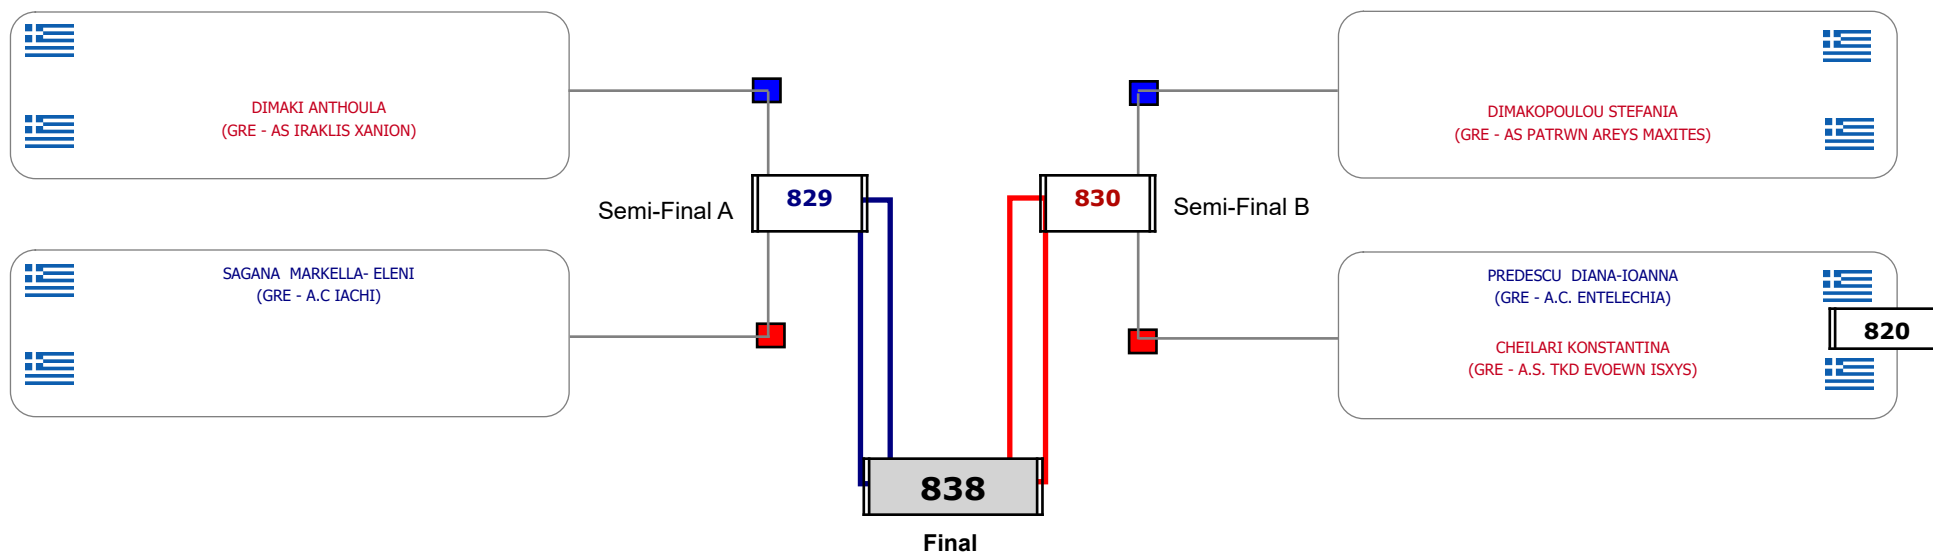 DIMAKI ANTHOULA
(GRE - AS IRAKLIS XANION)
DIMAKOPOULOU STEFANIA
(GRE - AS PATRWN AREYS MAXITES)
829
830
Semi-Final A
Semi-Final B
SAGANA MARKELLA- ELENI
(GRE - A.C IACHI)
PREDESCU DIANA-IOANNA
(GRE - A.C. ENTELECHIA)
820
CHEILARI KONSTANTINA
(GRE - A.S. TKD EVOEWN ISXYS)
838
Final